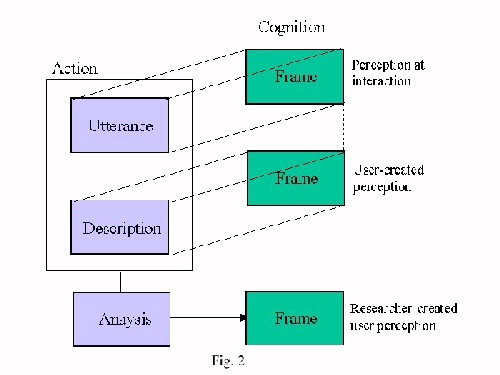 Cognition
Action
Frame
Perception at
interaction
Utterance
Frame
User-created
perception
Description
Anaysis
Frame
Researcher-created
user perception
Fig. 2